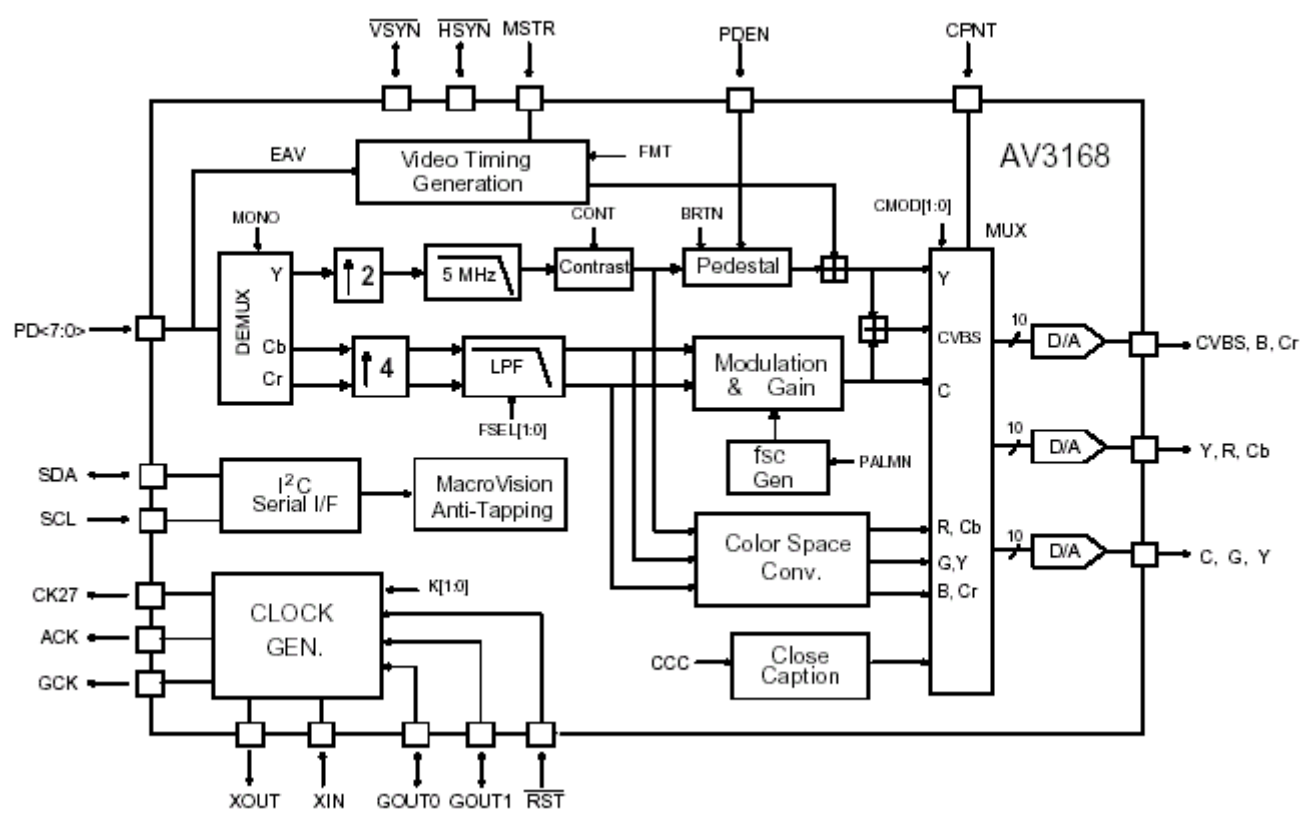 VSYN HSYN MSTR PDEN CPNT
AV3168
EAV
Video Timing
Generation
FMT
MONO
CONT
BRTN
CMOD[1:0]
MUX
DEMUX
Y
2
5 MHz
Contrast
Pedestal
Y
PD<7:0>
Cb
Cr
4
LPF
FSEL[1:0]
Modulation
& Gain
CVBS
C
10
D/A
CVBS, B, Cr
fsc
Gen
PALMN
10
D/A
Y, R, Cb
SDA
SCL
I²C
Serial I/F
MacroVision
Anti-Tapping
Color Space
Conv.
R, Cb
G,Y
B, Cr
10
D/A
C, G, Y
CK27
ACK
GCK
CLOCK
GEN.
K[1:0]
CCC
Close
Caption
XOUT XIN GOUT0 GOUT1 RST